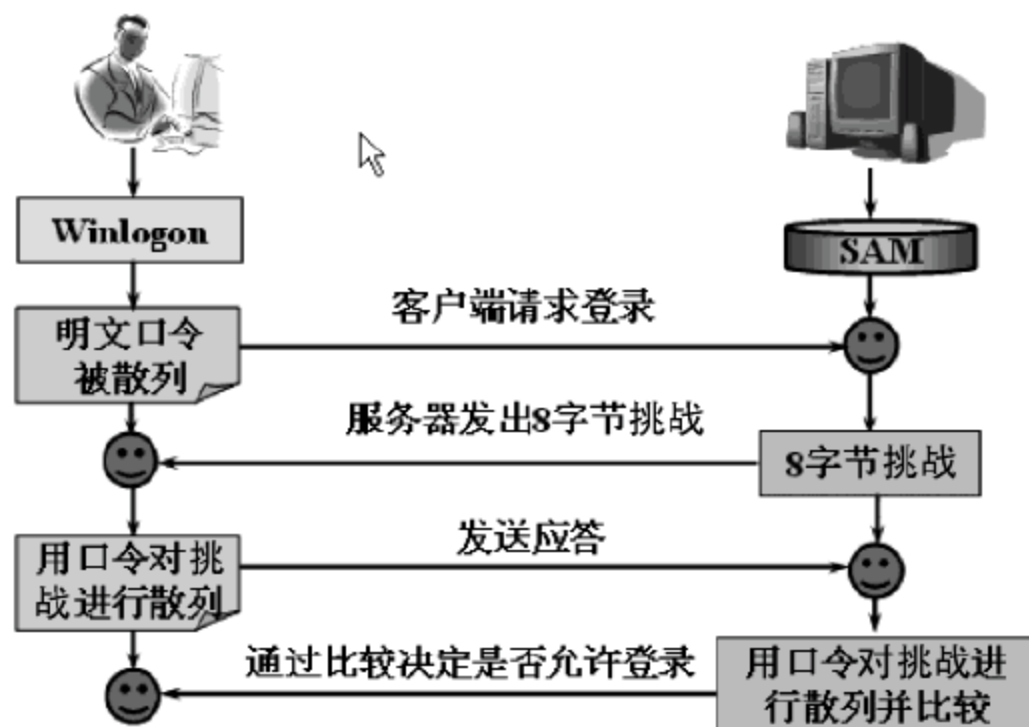 Winlogon
SAM
客户端请求登录
明文口令
被散列
服务器发出8字节挑战
8字节挑战
发送应答
用口令对挑
战进行散列
通过比较决定是否允许登录
用口令对挑战进
行散列并比较